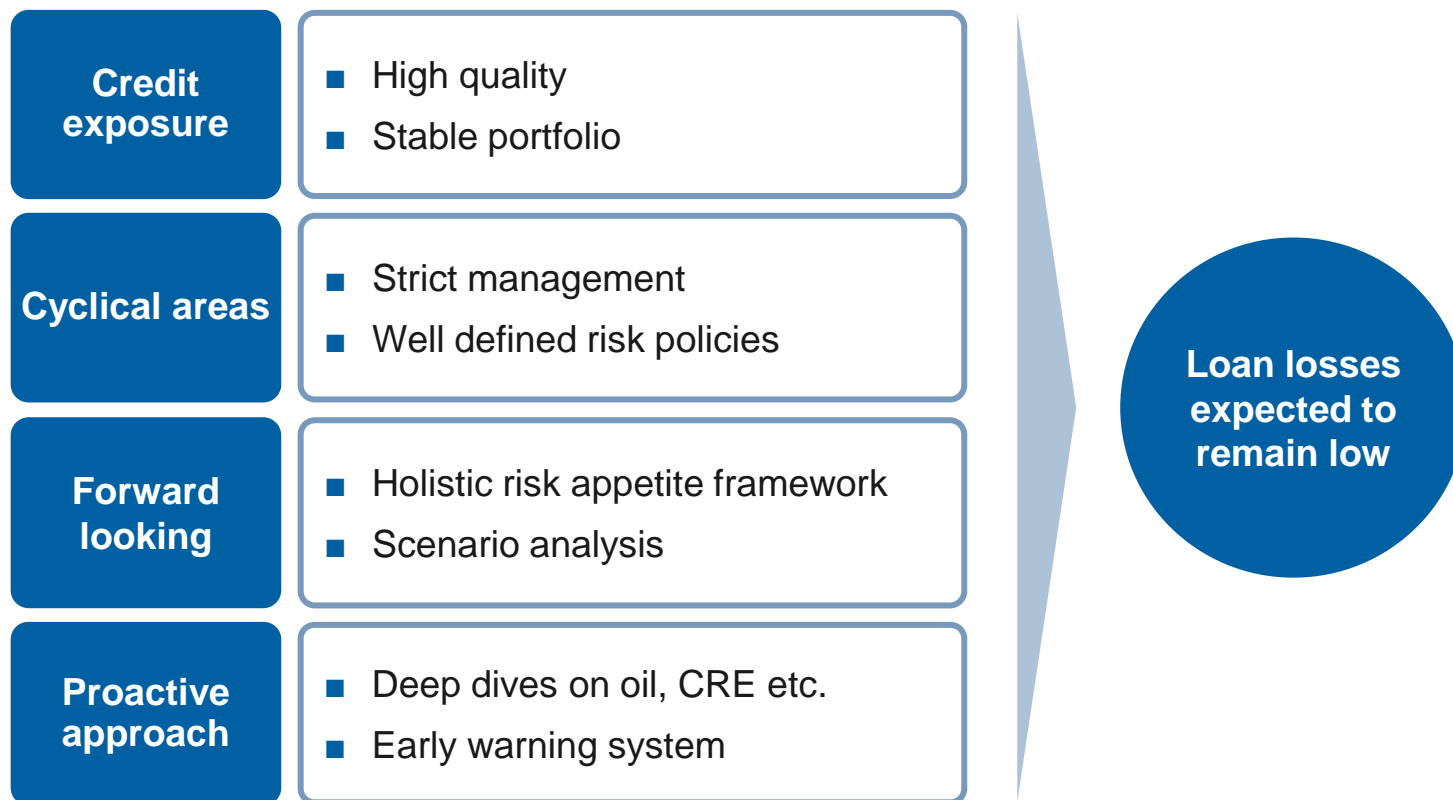 Credit
exposure
■ High quality
■ Stable portfolio
Cyclical areas
■ Strict management
■ Well defined risk policies
Forward
looking
■ Holistic risk appetite framework
■ Scenario analysis
Proactive
approach
■ Deep dives on oil, CRE etc.
■ Early warning system
Loan losses
expected to
remain low